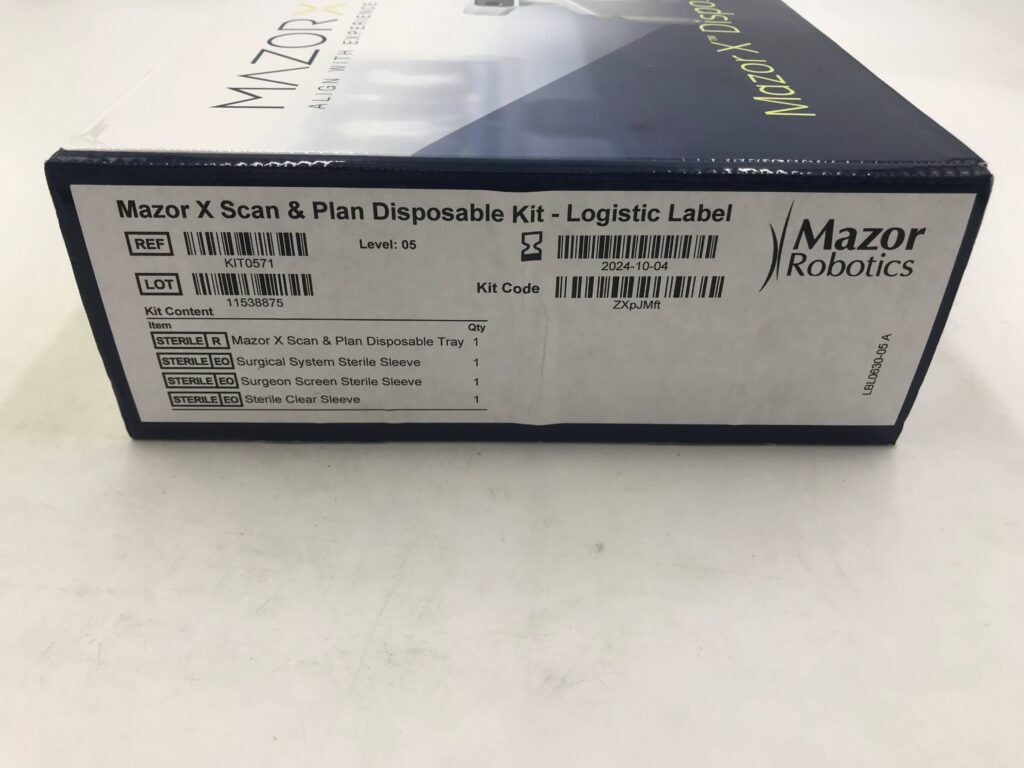 MAZOR X
ALIGN WITH EXPERIENCE
Mazor X™
Mazor X Scan & Plan Disposable Kit - Logistic Label
REF
KIT0571
Level: 05
2024-10-04
Mazor
Robotics
LOT
11538875
Kit Code
ZXpJMft
Kit Content
Item Qty
STERILE R Mazor X Scan & Plan Disposable Tray 1
STERILE EO Surgical System Sterile Sleeve 1
STERILE EO Surgeon Screen Sterile Sleeve 1
STERILE EO Sterile Clear Sleeve 1
LBL0630-05 A